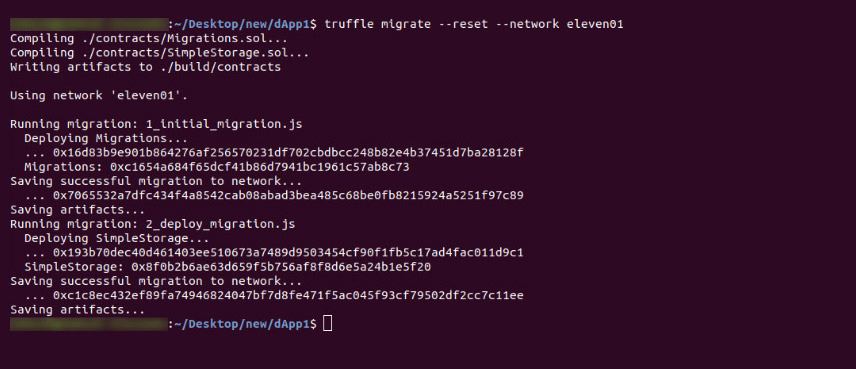 :~/Desktop/new/dApp1$ truffle migrate --reset --network eleven01
Compiling ./contracts/Migrations.sol...
Compiling ./contracts/SimpleStorage.sol...
Writing artifacts to ./build/contracts
Using network 'eleven01'.
Running migration: 1_initial_migration.js
Deploying Migrations...
... 0x16d83b9e901b864276af256570231df702cbdbcc248b82e4b37451d7ba28128f
Migrations: 0xc1654a684f65dcf41b86d7941bc1961c57ab8c73
Saving successful migration to network...
... 0x7065532a7dfc434f4a8542cab08abad3bea485c68be0fb8215924a5251f97c89
Saving artifacts...
Running migration: 2_deploy_migration.js
Deploying SimpleStorage...
... 0x193b70dec40d461403ee510673a7489d9503454cf90f1fb5c17ad4fac011d9c1
SimpleStorage: 0x8f0b2b6ae63d659f5b756af8f8d6e5a24b1e5f20
Saving successful migration to network...
... 0xc1c8ec432ef89fa74946824047bf7d8fe471f5ac045f93cf79502df2cc7c11ee
Saving artifacts...
:~/Desktop/new/dApp1$